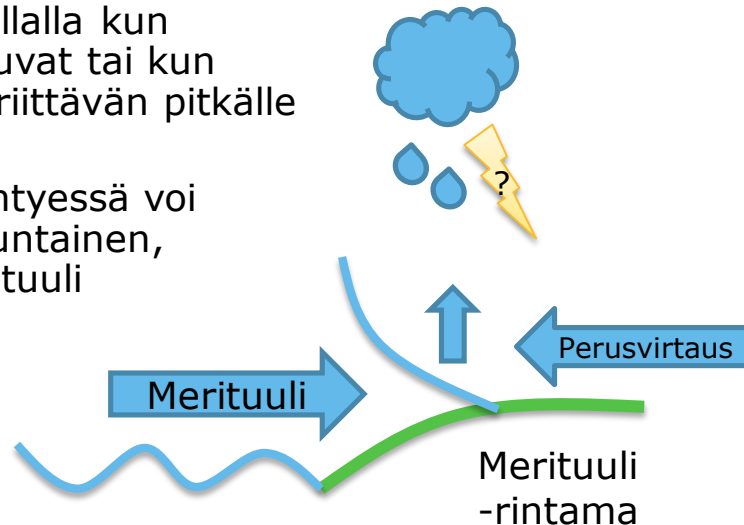 llalla kun
uvat tai kun
riittävän pitkälle
ntyessä voi
untainen,
tuuli
?
Perusvirtaus
Merituuli
Merituuli
-rintama